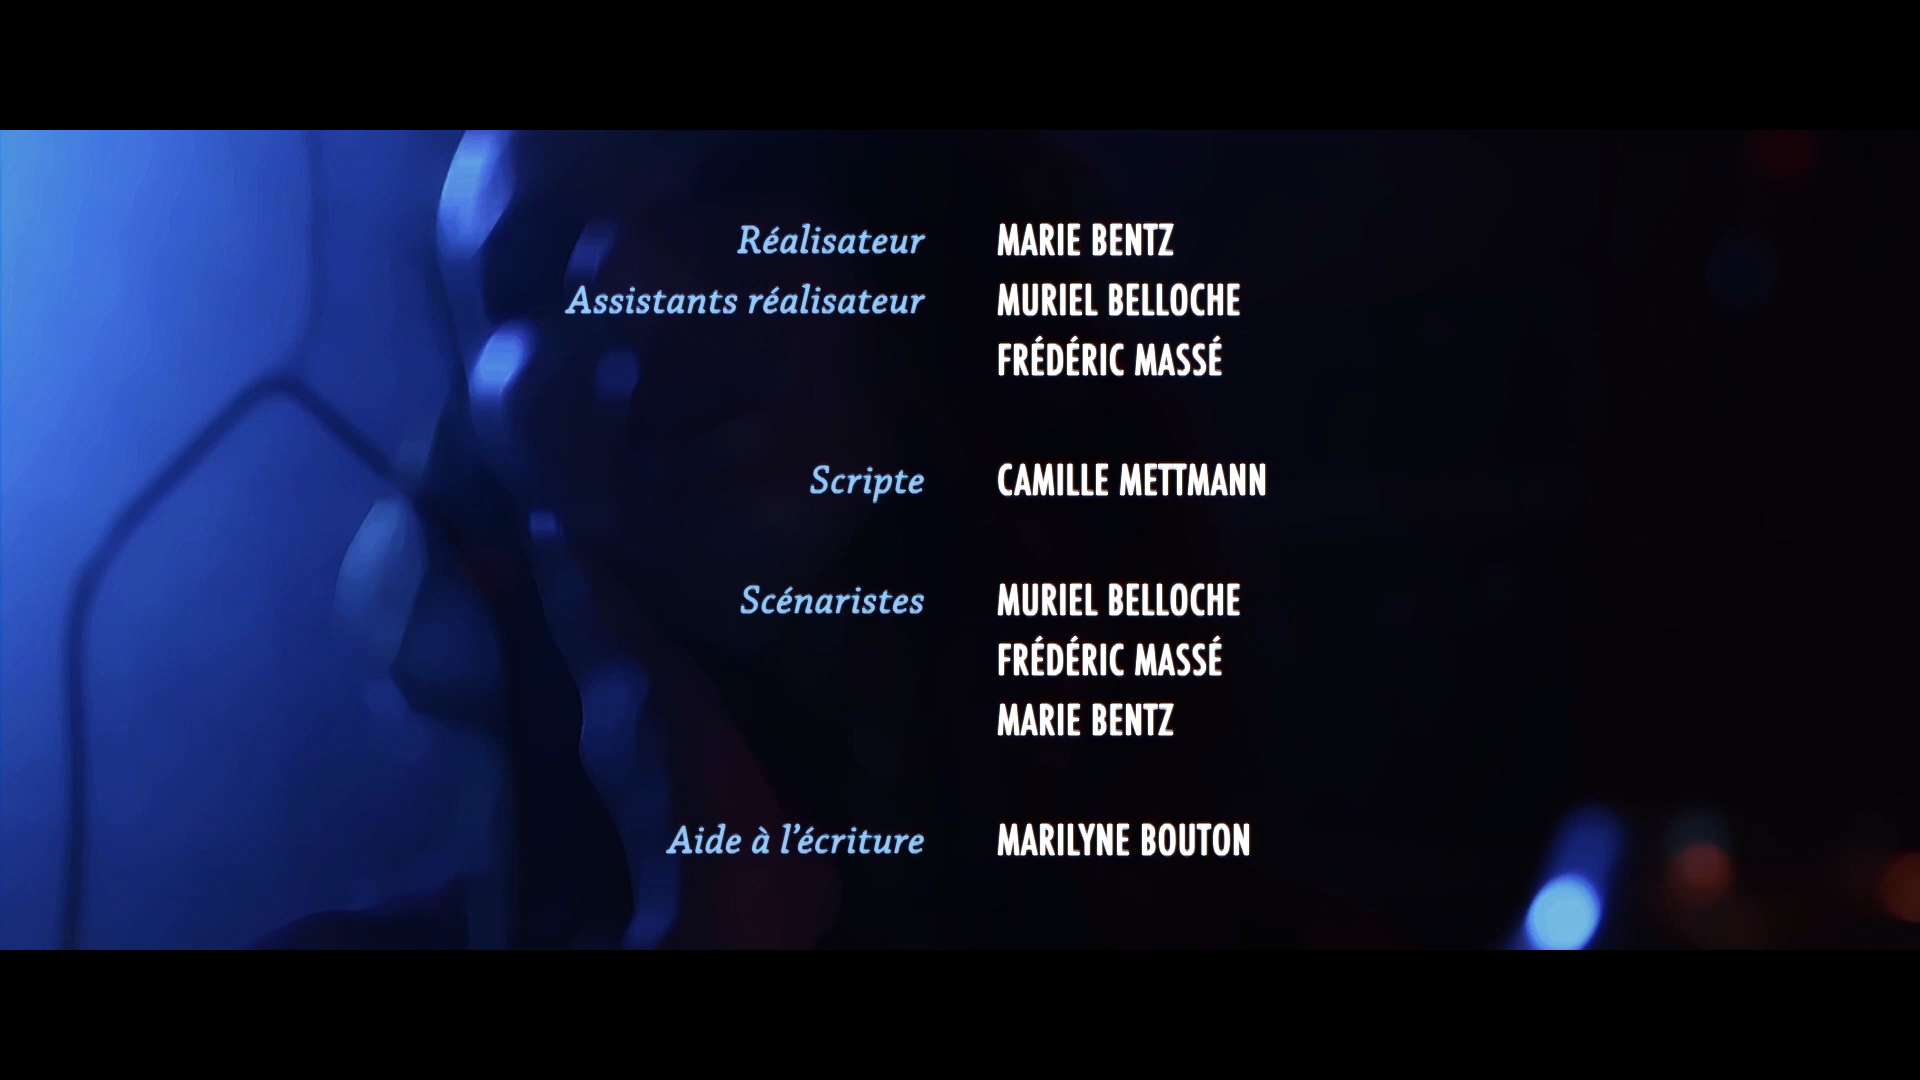 Réalisateur MARIE BENTZ
Assistants réalisateur MURIEL BELLOCHE
FRÉDÉRIC MASSÉ
Scripte CAMILLE METTMANN
Scénaristes MURIEL BELLOCHE
FRÉDÉRIC MASSÉ
MARIE BENTZ
Aide à l'écriture MARILYNE BOUTON